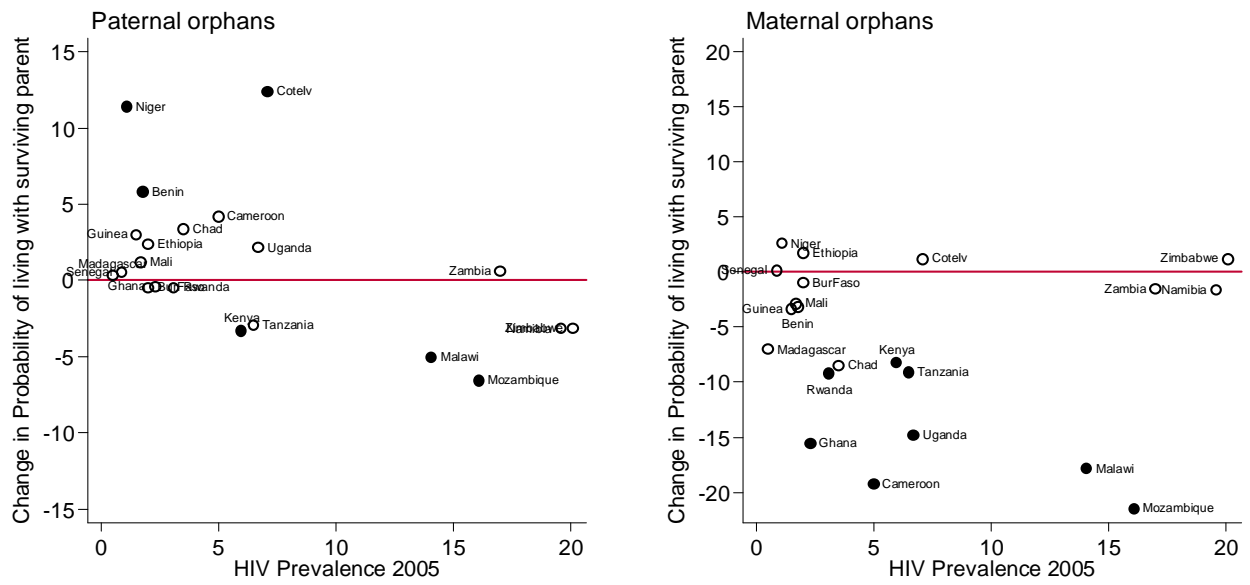 Paternal orphans
Change in Probability of living with surviving parent
15
10
5
0
-5
-10
-15
Cotelv
Niger
Benin
Cameroon
Chad
Guinea
Ethiopia
Uganda
Mali
Madagascar
Senegal
Zambia
Ghana
BurFaso
Rwanda
Kenya
Tanzania
Namibia
Zimbabwe
Malawi
Mozambique
0
5
10
15
20
HIV Prevalence 2005
Maternal orphans
Change in Probability of living with surviving parent
20
15
10
5
0
-5
-10
-15
-20
Niger
Ethiopia
Cotelv
Zimbabwe
Senegal
BurFaso
Zambia
Namibia
Mali
Guinea
Benin
Madagascar
Kenya
Chad
Tanzania
Rwanda
Ghana
Uganda
Malawi
Cameroon
Mozambique
0
5
10
15
20
HIV Prevalence 2005